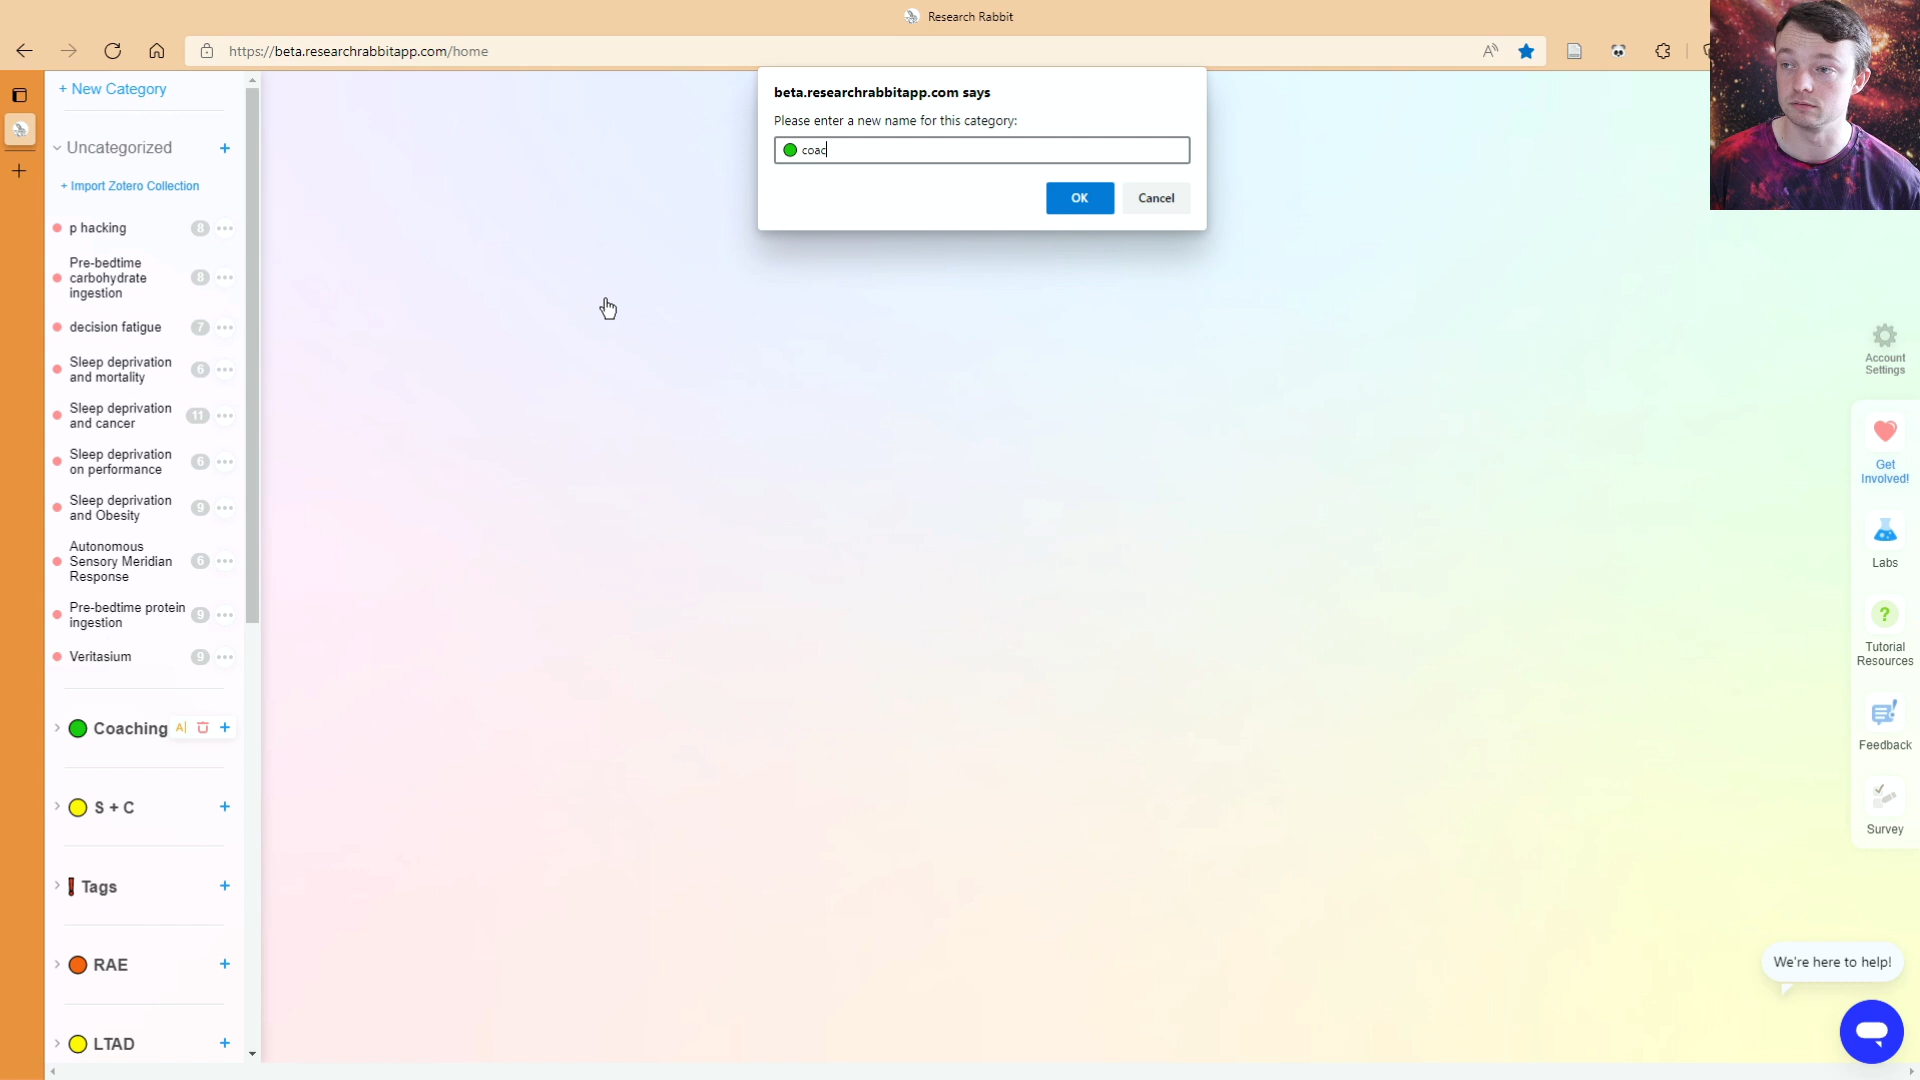 Research Rabbit
https://beta.researchrabbitapp.com/home
+ New Category
Uncategorized +
+ Import Zotero Collection
p hacking 8
Pre-bedtime
carbohydrate
ingestion 8
decision fatigue 7
Sleep deprivation
and mortality 6
Sleep deprivation
and cancer 11
Sleep deprivation
on performance 6
Sleep deprivation
and Obesity 9
Autonomous
Sensory Meridian
Response 6
Pre-bedtime protein
ingestion 9
Veritasium 9
Coaching A| +
S + C +
! Tags +
RAE +
LTAD +
beta.researchrabbitapp.com says
Please enter a new name for this category:
coac
OK Cancel
Account
Settings
Get
Involved!
Labs
?
Tutorial
Resources
Feedback
Survey
We're here to help!